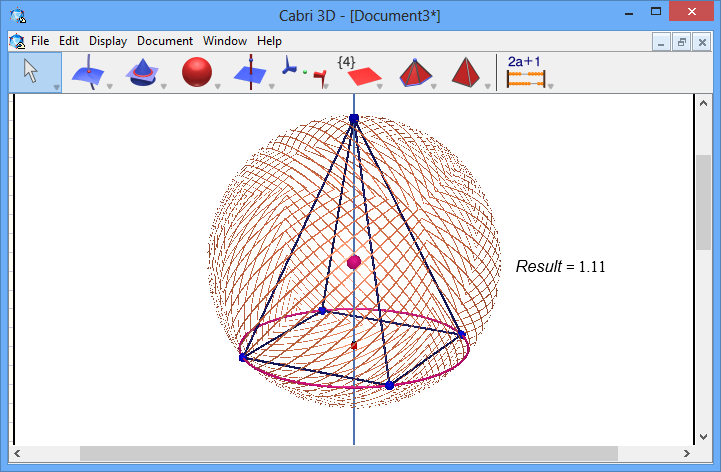 Cabri 3D - [Document3*]
File Edit Display Document Window Help
{4} 2a+1
Result = 1.11